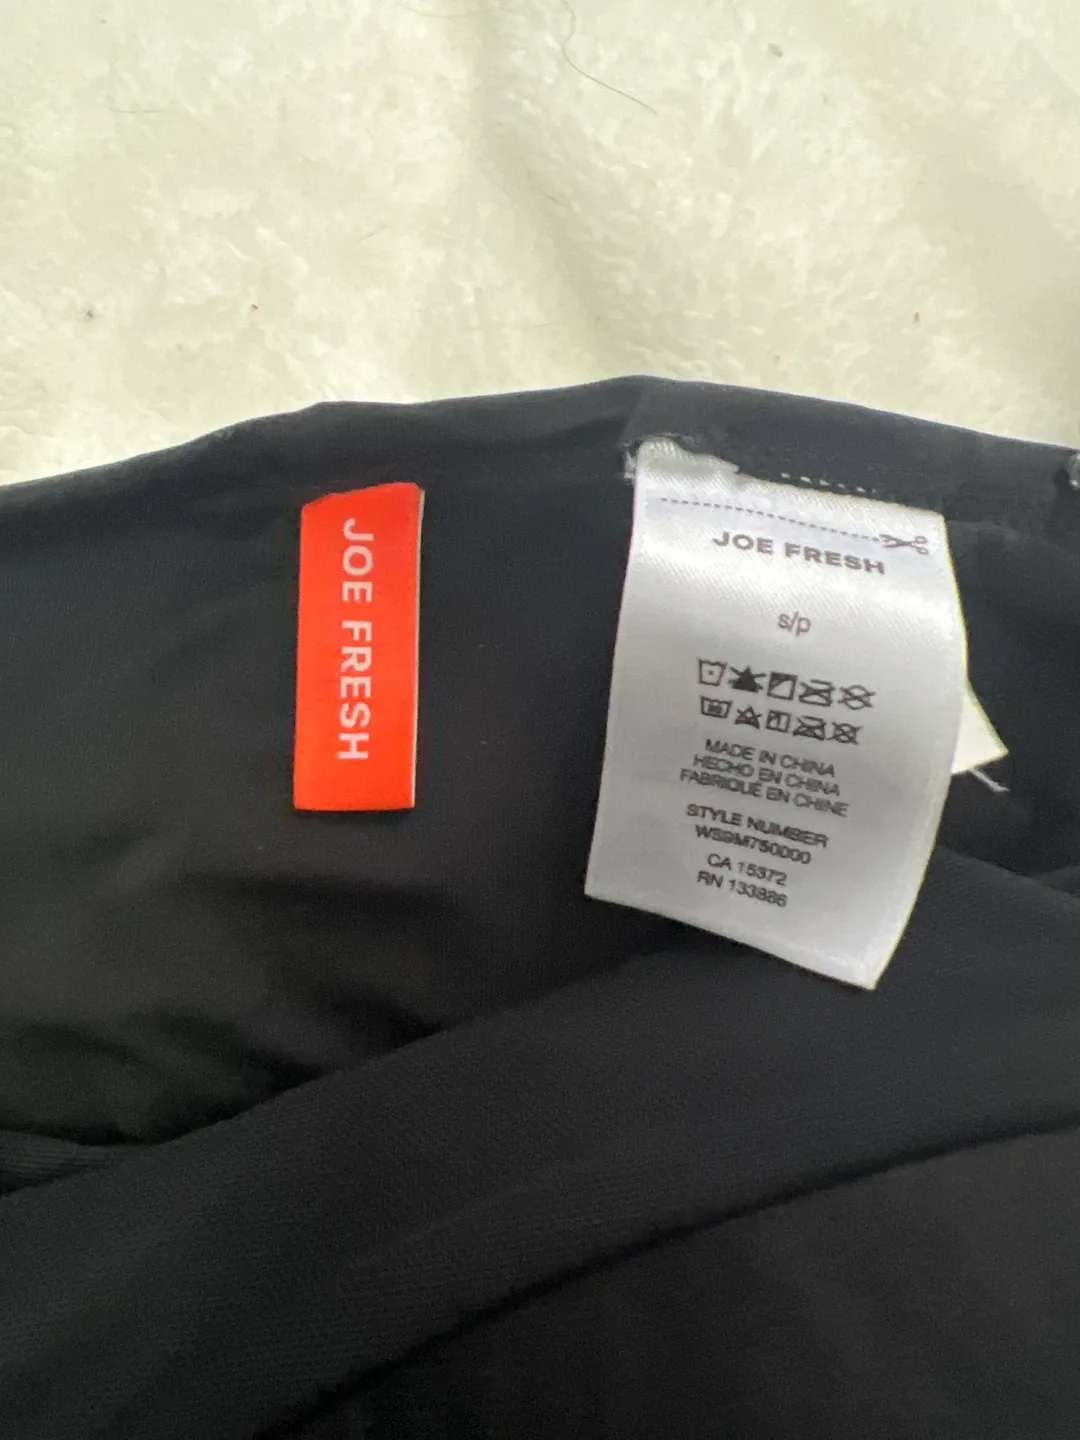 JOE FRESH
JOE FRESH
s/p
MADE IN CHINA
HECHO EN CHINA
FABRIQUÉ EN CHINE
STYLE NUMBER
WS9M750000
CA 15372
RN 133886